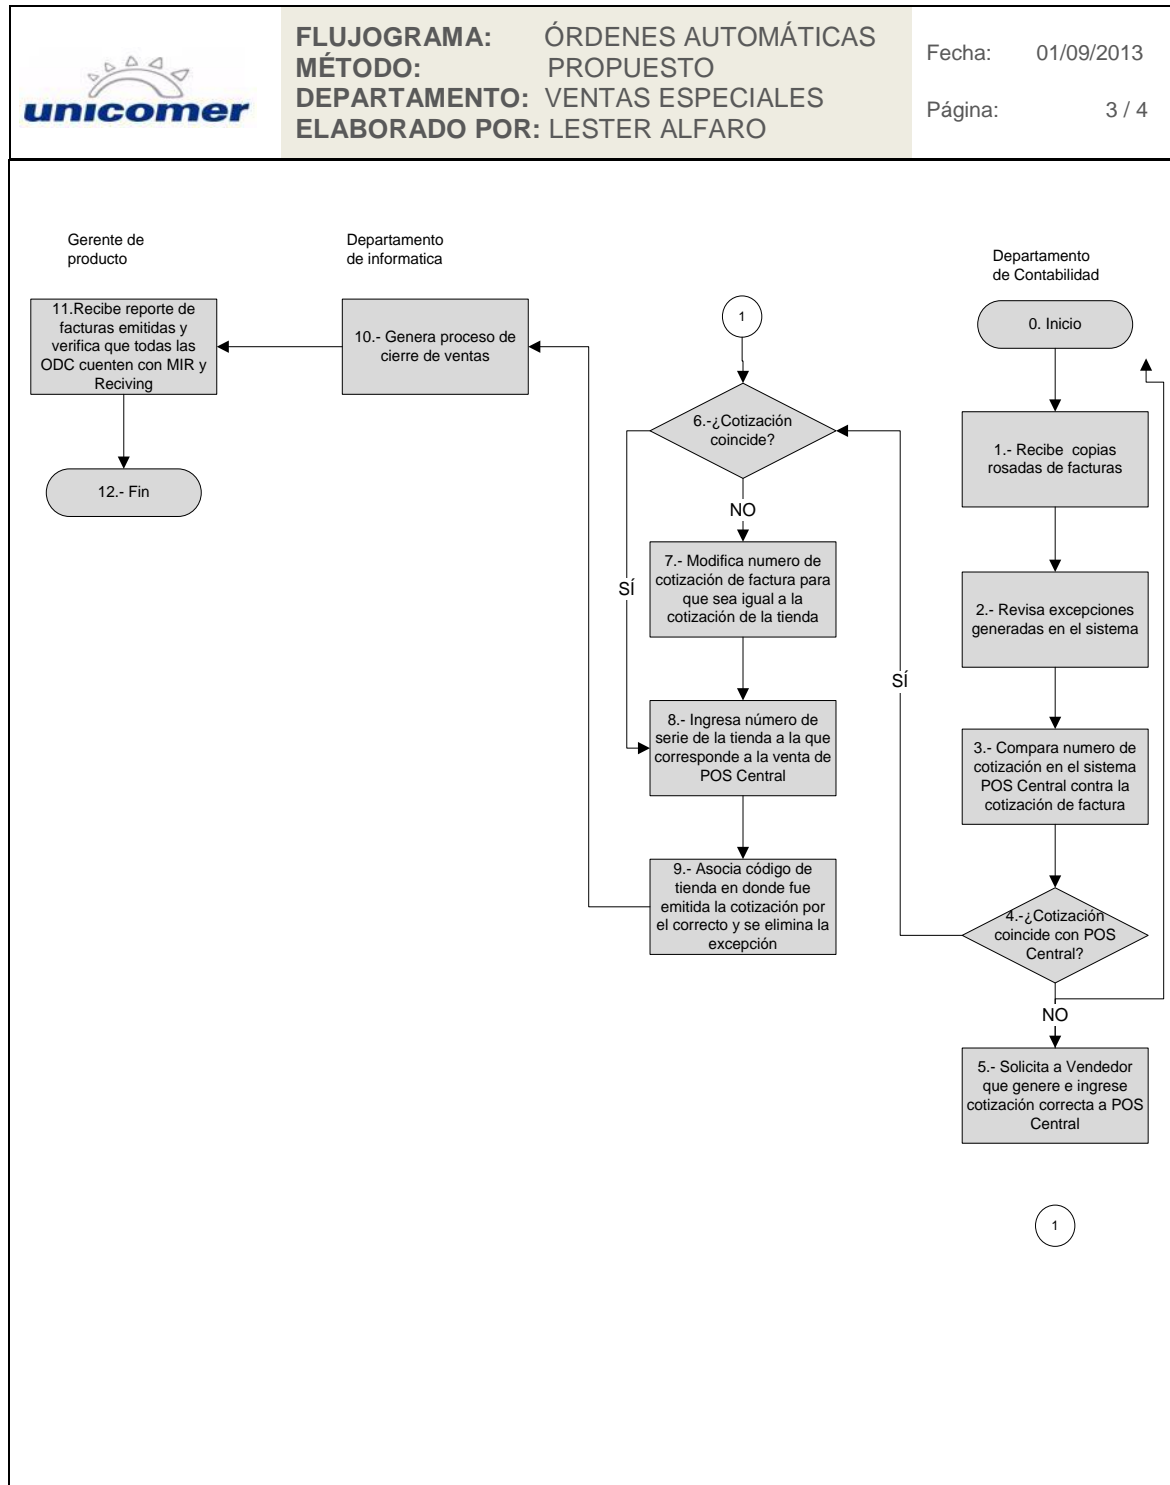 unicomer
FLUJOGRAMA: ÓRDENES AUTOMÁTICAS
MÉTODO: PROPUESTO
DEPARTAMENTO: VENTAS ESPECIALES
ELABORADO POR: LESTER ALFARO
Fecha: 01/09/2013
Página: 3 / 4
Gerente de
producto
11.Recibe reporte de
facturas emitidas y
verifica que todas las
ODC cuenten con MIR y
Reciving
12.- Fin
Departamento
de informatica
10.- Genera proceso de
cierre de ventas
1
6.-¿Cotización
coincide?
NO
SÍ
7.- Modifica numero de
cotización de factura para
que sea igual a la
cotización de la tienda
8.- Ingresa número de
serie de la tienda a la que
corresponde a la venta de
POS Central
9.- Asocia código de
tienda en donde fue
emitida la cotización por
el correcto y se elimina la
excepción
SÍ
Departamento
de Contabilidad
0. Inicio
1.- Recibe copias
rosadas de facturas
2.- Revisa excepciones
generadas en el sistema
3.- Compara numero de
cotización en el sistema
POS Central contra la
cotización de factura
4.-¿Cotización
coincide con POS
Central?
NO
5.- Solicita a Vendedor
que genere e ingrese
cotización correcta a POS
Central
1